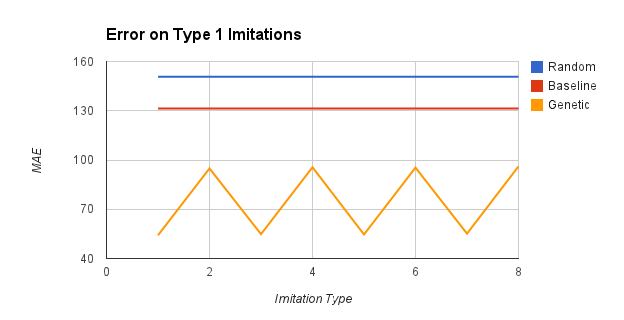 Error on Type 1 Imitations
160
130
100
70
40
MAE
0
2
4
6
8
Imitation Type
Random
Baseline
Genetic